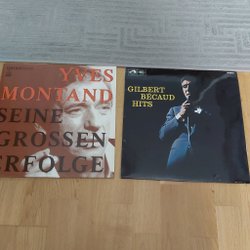 YVES
MONTAND
SEINE
GROSSEN
ERFOLGE
GILBERT
BECAUD
HITS